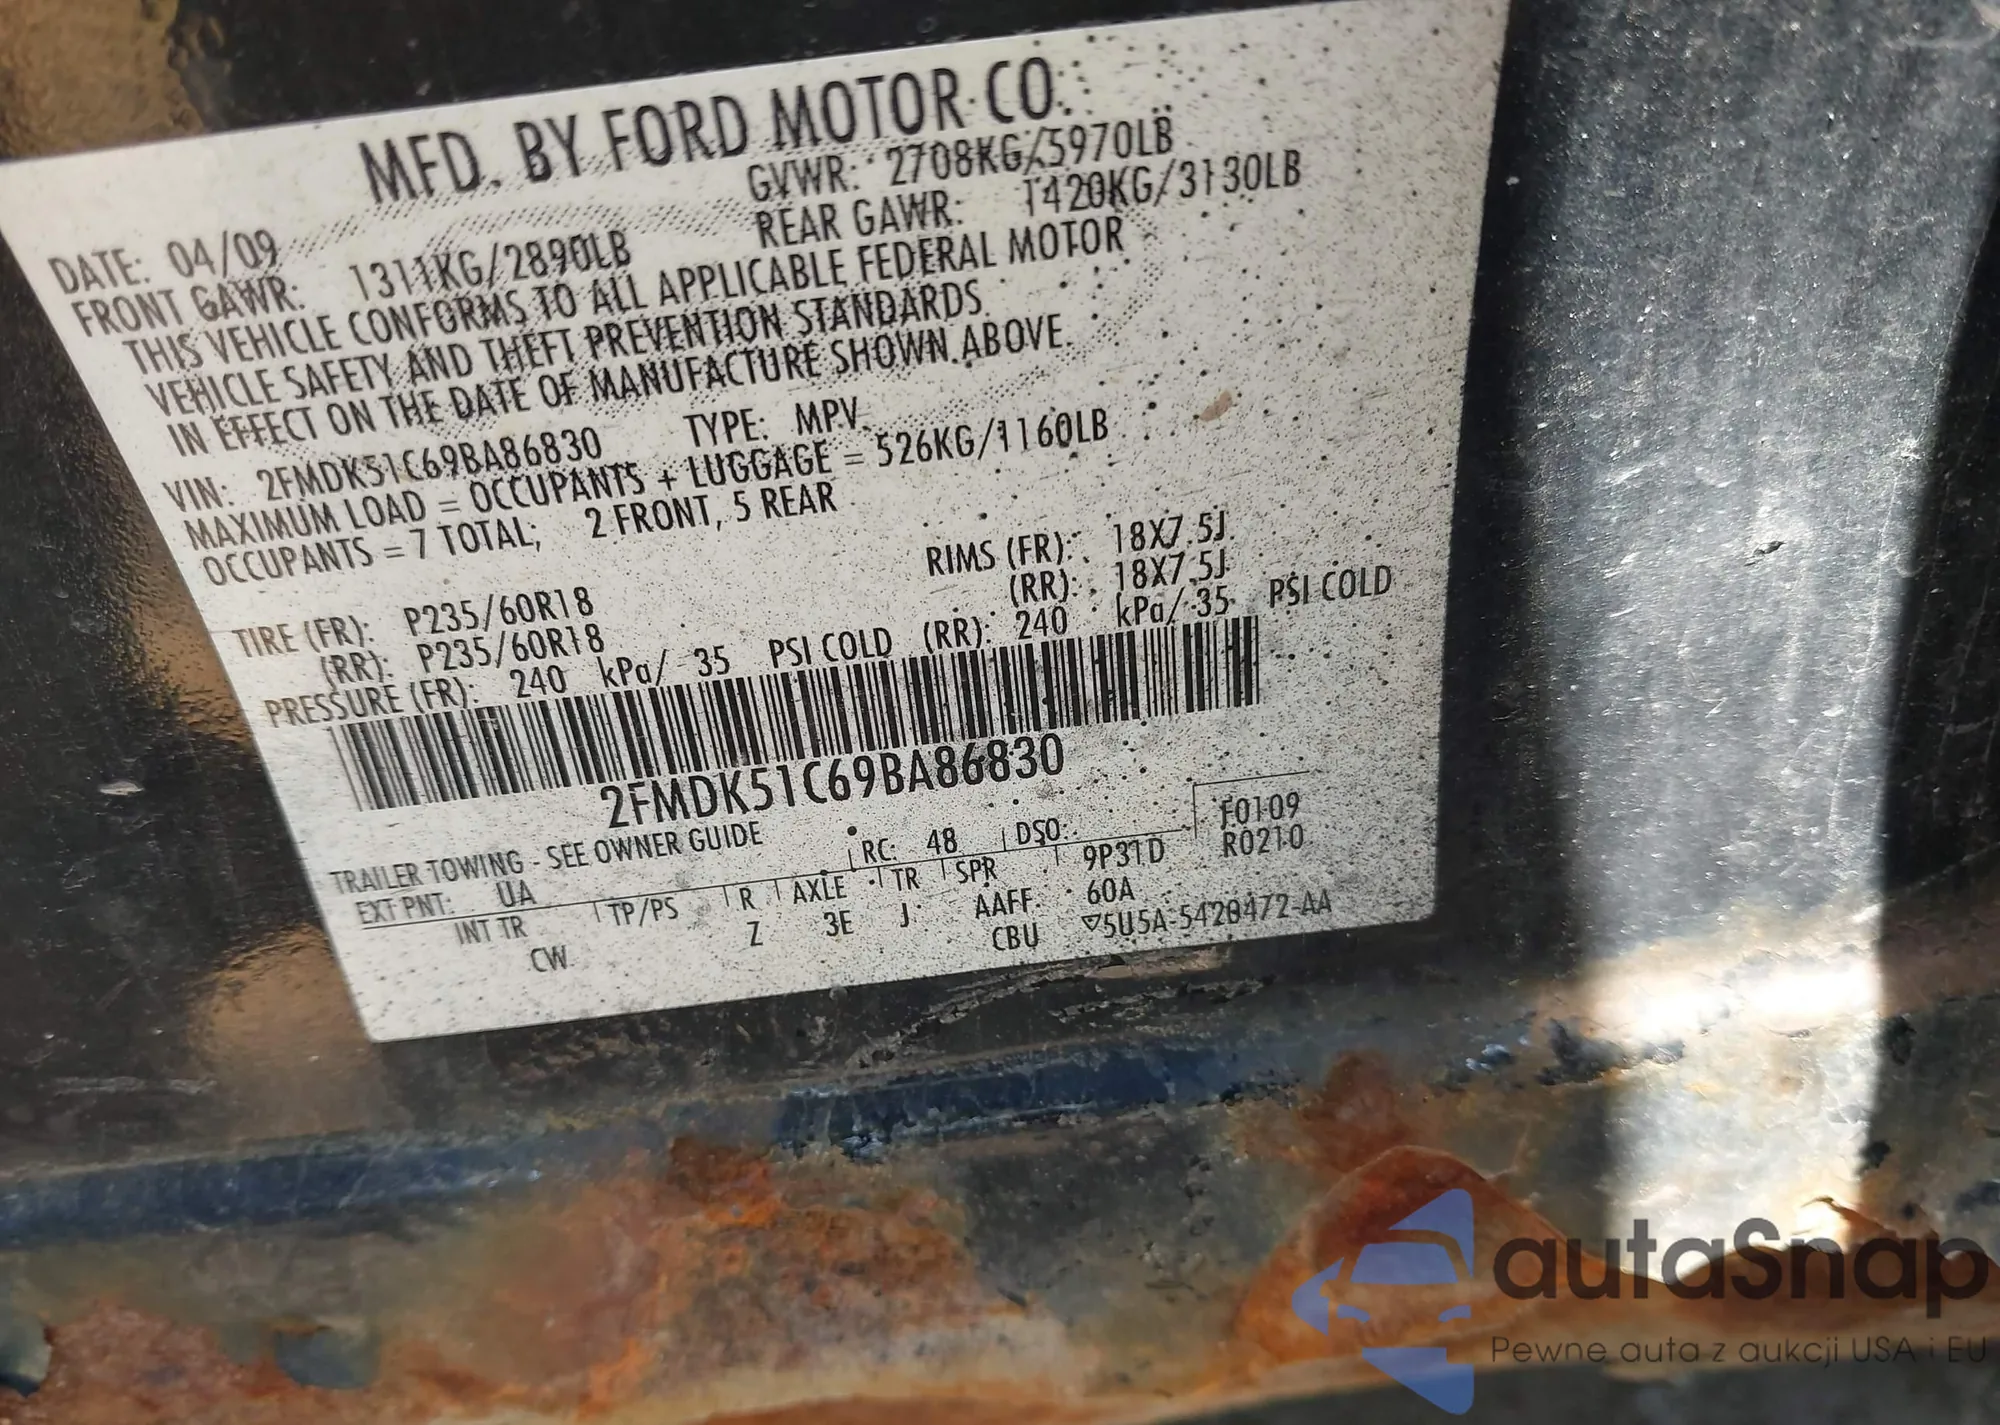 MFD. BY FORD MOTOR CO.
DATE: 04/09 GVWR: 2708KG/5970LB
FRONT GAWR: 1311KG/2890LB REAR GAWR: 1420KG/3130LB
THIS VEHICLE CONFORMS TO ALL APPLICABLE FEDERAL MOTOR
VEHICLE SAFETY AND THEFT PREVENTION STANDARDS
IN EFFECT ON THE DATE OF MANUFACTURE SHOWN ABOVE.
VIN: 2FMDK51C69BA86830 TYPE: MPV
MAXIMUM LOAD = OCCUPANTS + LUGGAGE = 526KG/1160LB
OCCUPANTS = 7 TOTAL; 2 FRONT, 5 REAR
TIRE (FR): P235/60R18 RIMS (FR): 18X7.5J
(RR): P235/60R18 (RR): 18X7.5J
PRESSURE (FR): 240 kPa/ 35 PSI COLD (RR): 240 kPa/ 35 PSI COLD
2FMDK51C69BA86830
TRAILER TOWING - SEE OWNER GUIDE
EXT PNT: UA RC: 48 DSO: F0109
INT TR TP/PS R AXLE TR SPR 9P31D R0210
CW Z 3E J AAFF 60A
CBU ▽5U5A-5420472-AA
autaSnap
Pewne auta z aukcji USA i EU